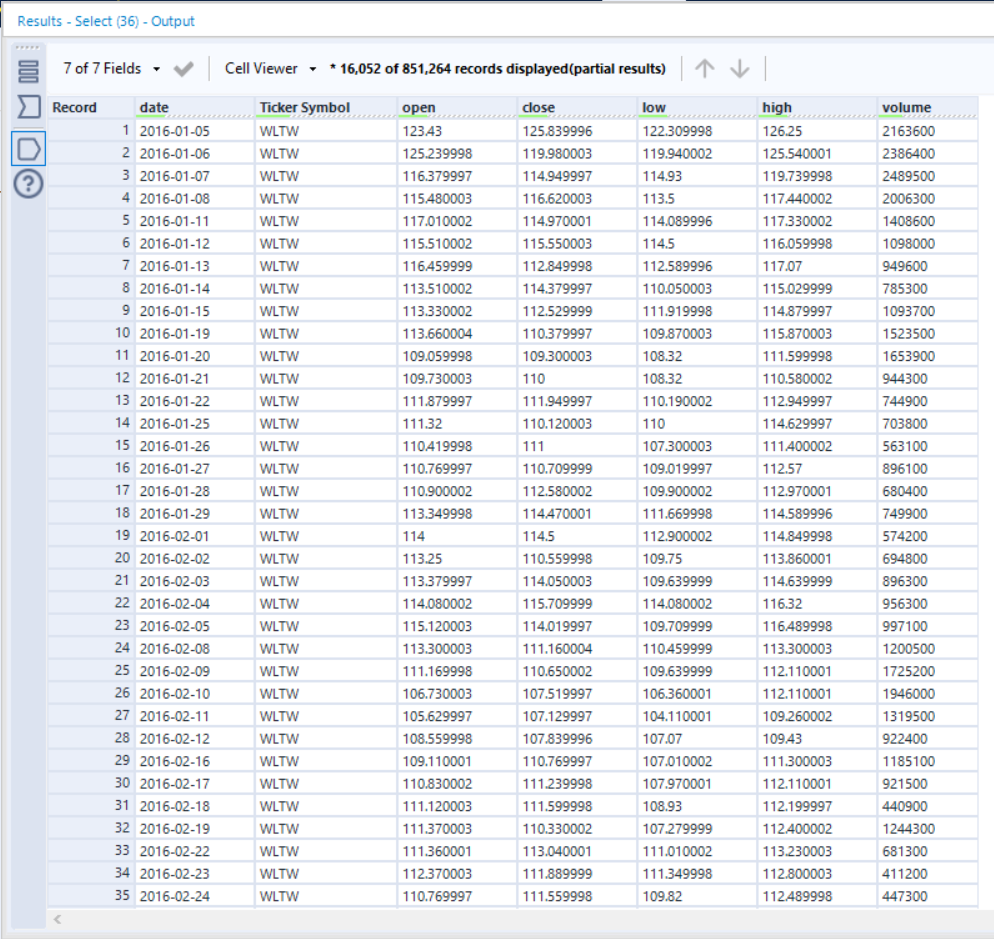 Results - Select (36) - Output
7 of 7 Fields Cell Viewer * 16,052 of 851,264 records displayed(partial results)
Record date Ticker Symbol open close low high volume
1 2016-01-05 WLTW 123.43 125.839996 122.309998 126.25 2163600
2 2016-01-06 WLTW 125.239998 119.980003 119.940002 125.540001 2386400
3 2016-01-07 WLTW 116.379997 114.949997 114.93 119.739998 2489500
4 2016-01-08 WLTW 115.480003 116.620003 113.5 117.440002 2006300
5 2016-01-11 WLTW 117.010002 114.970001 114.089996 117.330002 1408600
6 2016-01-12 WLTW 115.510002 115.550003 114.5 116.059998 1098000
7 2016-01-13 WLTW 116.459999 112.849998 112.589996 117.07 949600
8 2016-01-14 WLTW 113.510002 114.379997 110.050003 115.029999 785300
9 2016-01-15 WLTW 113.330002 112.529999 111.919998 114.879997 1093700
10 2016-01-19 WLTW 113.660004 110.379997 109.870003 115.870003 1523500
11 2016-01-20 WLTW 109.059998 109.300003 108.32 111.599998 1653900
12 2016-01-21 WLTW 109.730003 110 108.32 110.580002 944300
13 2016-01-22 WLTW 111.879997 111.949997 110.190002 112.949997 744900
14 2016-01-25 WLTW 111.32 110.120003 110 114.629997 703800
15 2016-01-26 WLTW 110.419998 111 107.300003 111.400002 563100
16 2016-01-27 WLTW 110.769997 110.709999 109.019997 112.57 896100
17 2016-01-28 WLTW 110.900002 112.580002 109.900002 112.970001 680400
18 2016-01-29 WLTW 113.349998 114.470001 111.669998 114.589996 749900
19 2016-02-01 WLTW 114 114.5 112.900002 114.849998 574200
20 2016-02-02 WLTW 113.25 110.559998 109.75 113.860001 694800
21 2016-02-03 WLTW 113.379997 114.050003 109.639999 114.639999 896300
22 2016-02-04 WLTW 114.080002 115.709999 114.080002 116.32 956300
23 2016-02-05 WLTW 115.120003 114.019997 109.709999 116.489998 997100
24 2016-02-08 WLTW 113.300003 111.160004 110.459999 113.300003 1200500
25 2016-02-09 WLTW 111.169998 110.650002 109.639999 112.110001 1725200
26 2016-02-10 WLTW 106.730003 107.519997 106.360001 112.110001 1946000
27 2016-02-11 WLTW 105.629997 107.129997 104.110001 109.260002 1319500
28 2016-02-12 WLTW 108.559998 107.839996 107.07 109.43 922400
29 2016-02-16 WLTW 109.110001 110.769997 107.010002 111.300003 1185100
30 2016-02-17 WLTW 110.830002 111.239998 107.970001 112.110001 921500
31 2016-02-18 WLTW 111.120003 111.599998 108.93 112.199997 440900
32 2016-02-19 WLTW 111.370003 110.330002 107.279999 112.400002 1244300
33 2016-02-22 WLTW 111.360001 113.040001 111.010002 113.230003 681300
34 2016-02-23 WLTW 112.370003 111.889999 111.349998 112.800003 411200
35 2016-02-24 WLTW 110.769997 111.559998 109.82 112.489998 447300